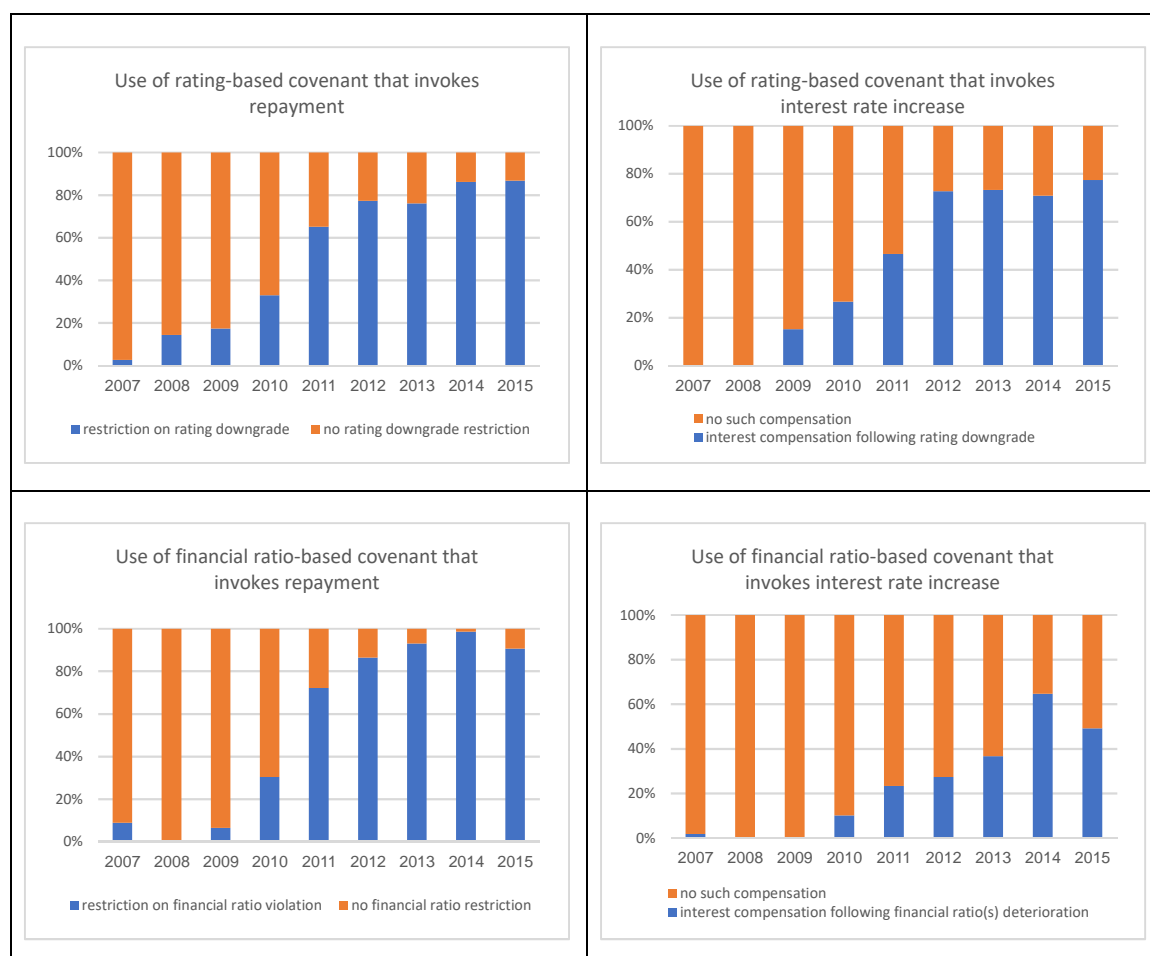 Use of rating-based covenant that invokes
repayment
100%
80%
60%
40%
20%
0%
2007 2008 2009 2010 2011 2012 2013 2014 2015
restriction on rating downgrade no rating downgrade restriction
Use of rating-based covenant that invokes
interest rate increase
100%
80%
60%
40%
20%
0%
2007 2008 2009 2010 2011 2012 2013 2014 2015
no such compensation
interest compensation following rating downgrade
Use of financial ratio-based covenant that
invokes repayment
100%
80%
60%
40%
20%
0%
2007 2008 2009 2010 2011 2012 2013 2014 2015
restriction on financial ratio violation no financial ratio restriction
Use of financial ratio-based covenant that
invokes interest rate increase
100%
80%
60%
40%
20%
0%
2007 2008 2009 2010 2011 2012 2013 2014 2015
no such compensation
interest compensation following financial ratio(s) deterioration